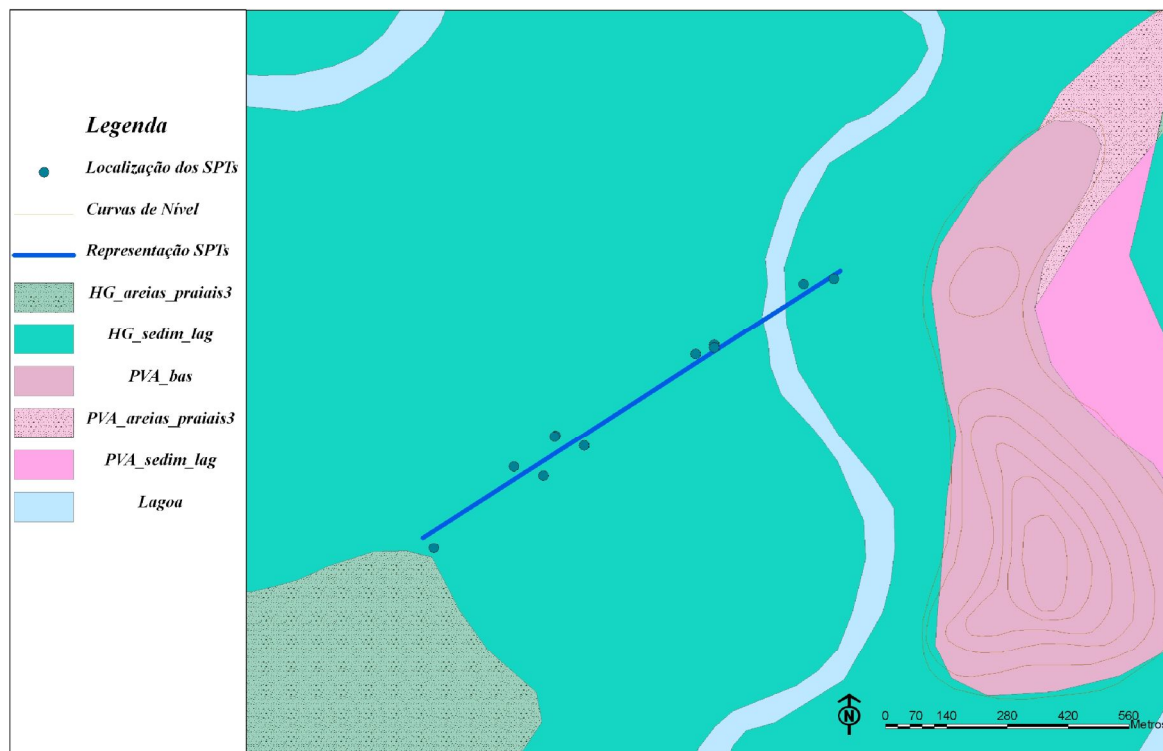 Legenda
Localização dos SPTs
Curvas de Nível
Representação SPTs
HG_areias_praiais3
HG_sedim_lag
PVA_bas
PVA_areias_praiais3
PVA_sedim_lag
Lagoa
N
0 70 140 280 420 560
Metros